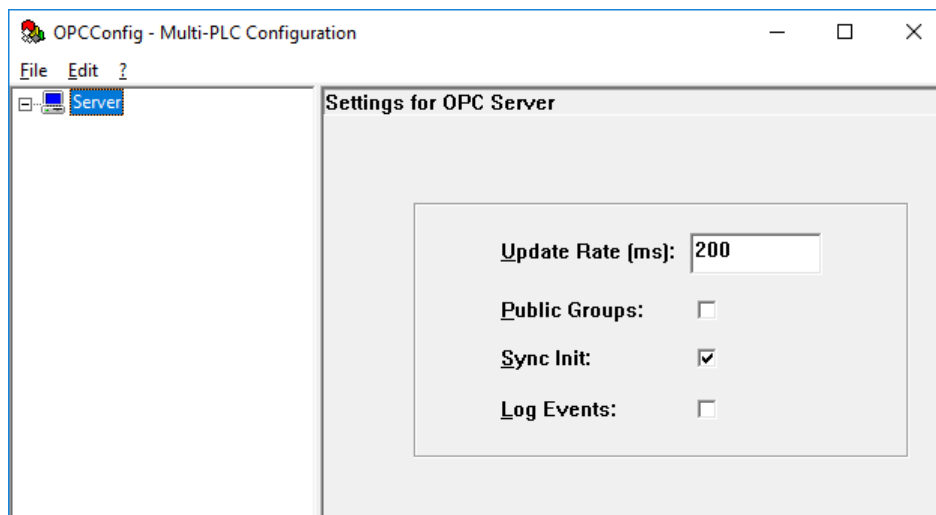 OPCConfig - Multi-PLC Configuration
File Edit ?
Server
Settings for OPC Server
Update Rate (ms): 200
Public Groups:
Sync Init:
Log Events: